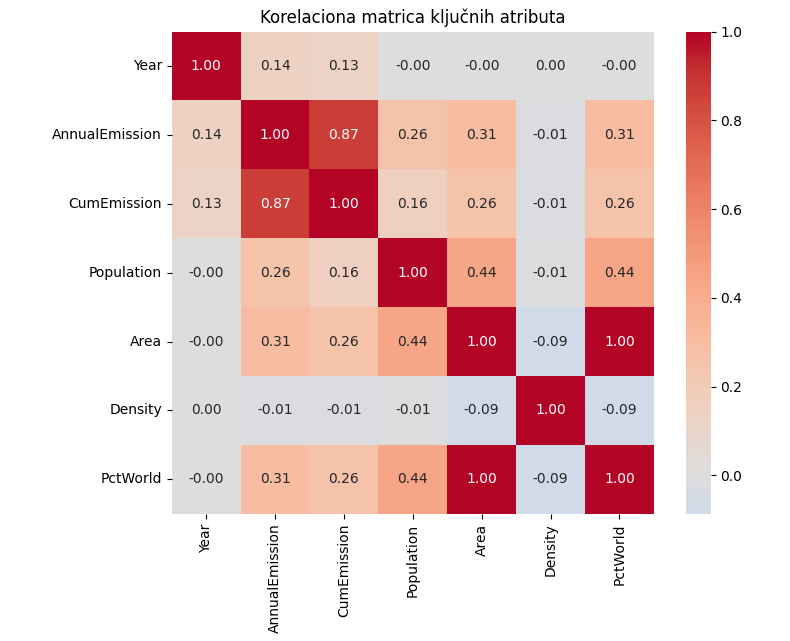 Korelaciona matrica ključnih atributa
Year 1.00 0.14 0.13 -0.00 -0.00 0.00 -0.00
AnnualEmission 0.14 1.00 0.87 0.26 0.31 -0.01 0.31
CumEmission 0.13 0.87 1.00 0.16 0.26 -0.01 0.26
Population -0.00 0.26 0.16 1.00 0.44 -0.01 0.44
Area -0.00 0.31 0.26 0.44 1.00 -0.09 1.00
Density 0.00 -0.01 -0.01 -0.01 -0.09 1.00 -0.09
PctWorld -0.00 0.31 0.26 0.44 1.00 -0.09 1.00
Year
AnnualEmission
CumEmission
Population
Area
Density
PctWorld
1.0
0.8
0.6
0.4
0.2
0.0